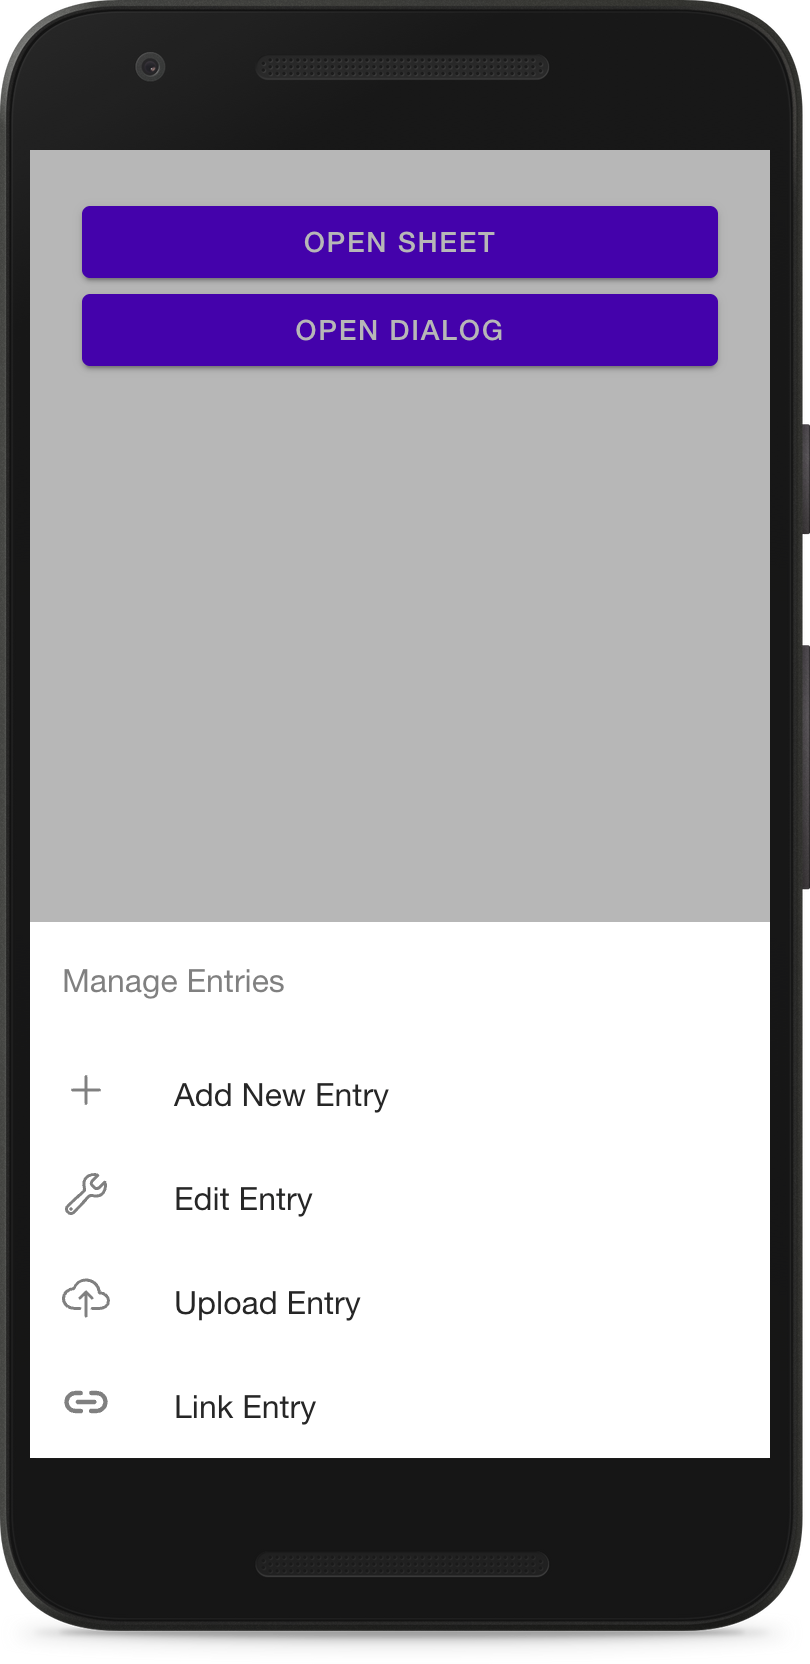 OPEN SHEET
OPEN DIALOG
Manage Entries
Add New Entry
Edit Entry
Upload Entry
Link Entry